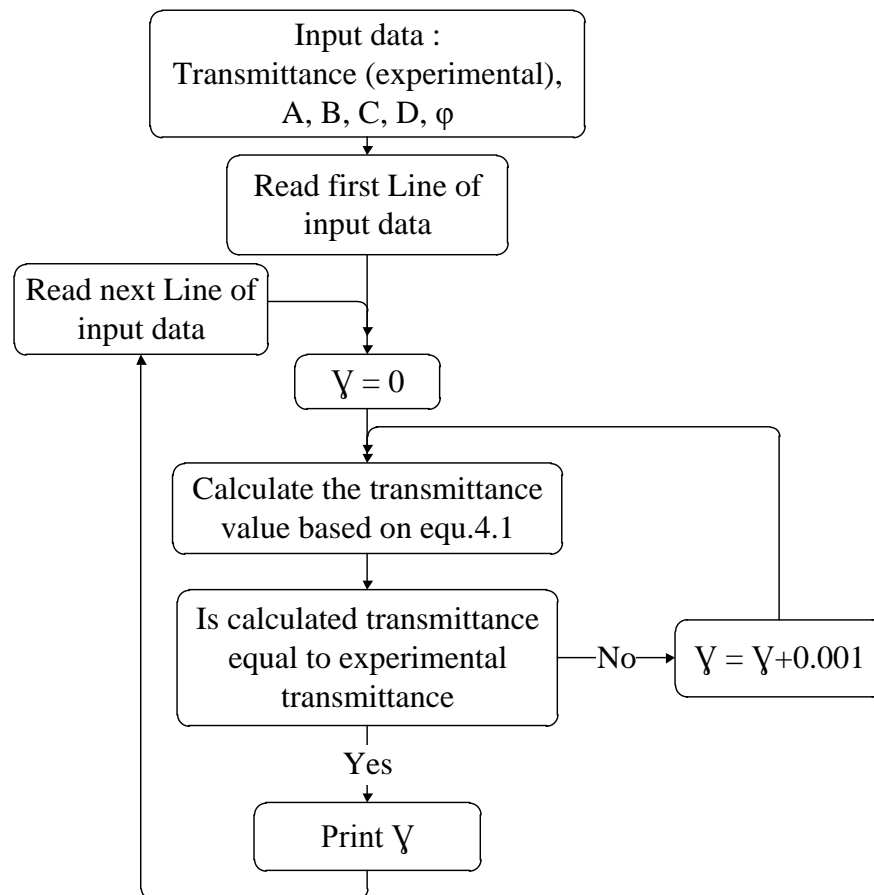 Input data :
Transmittance (experimental),
A, B, C, D, φ
Read first Line of
input data
Read next Line of
input data
Ɣ = 0
Calculate the transmittance
value based on equ.4.1
Is calculated transmittance
equal to experimental
transmittance
No
Ɣ = Ɣ+0.001
Yes
Print Ɣ